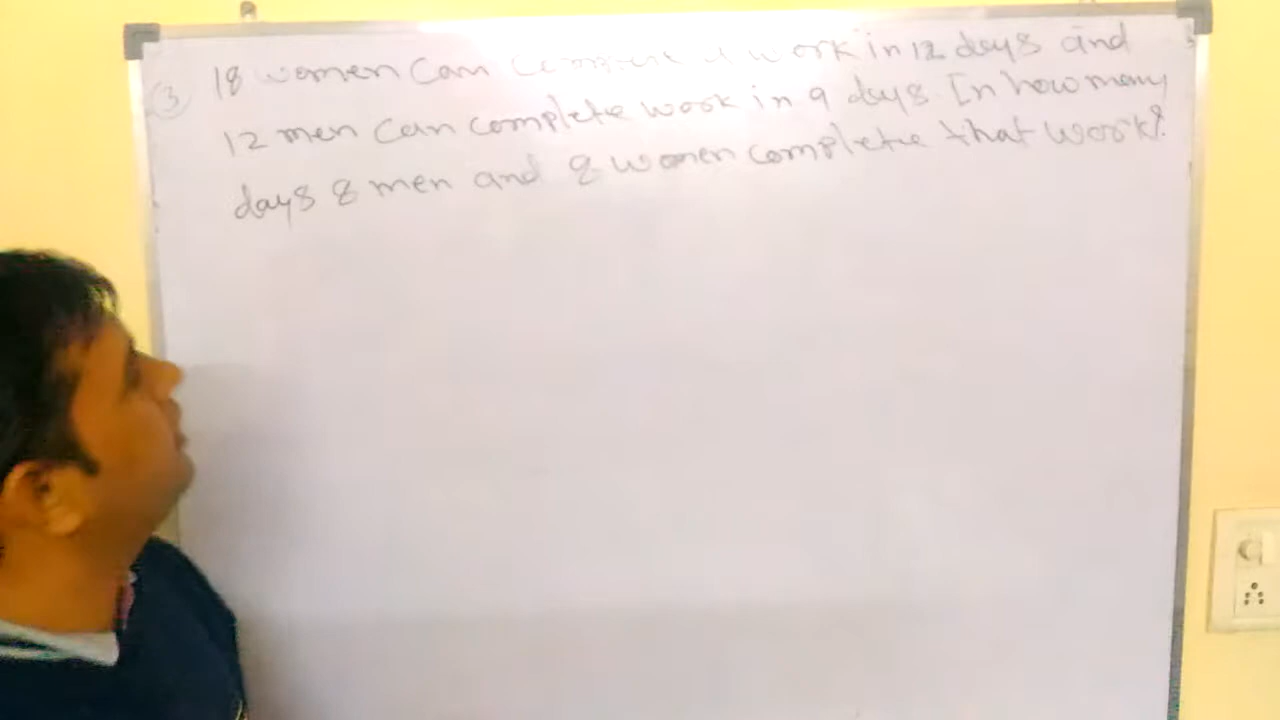 ③ 18 women can complete a work in 12 days and
12 men can complete work in 9 days. In how many
days 8 men and 8 women complete that work?